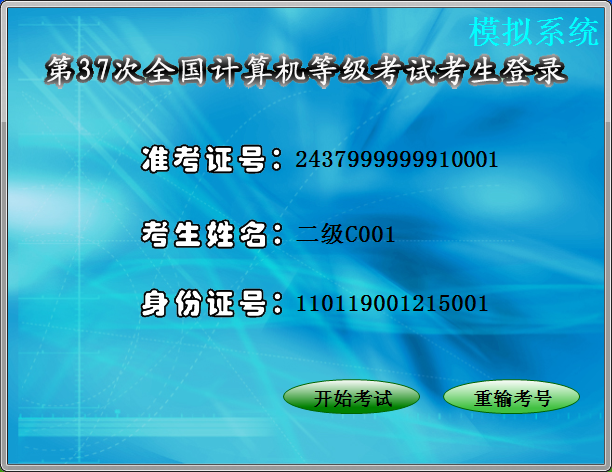 模拟系统
第37次全国计算机等级考试考生登录
准考证号：2437999999910001
考生姓名：二级C001
身份证号：110119001215001
开始考试 重输考号